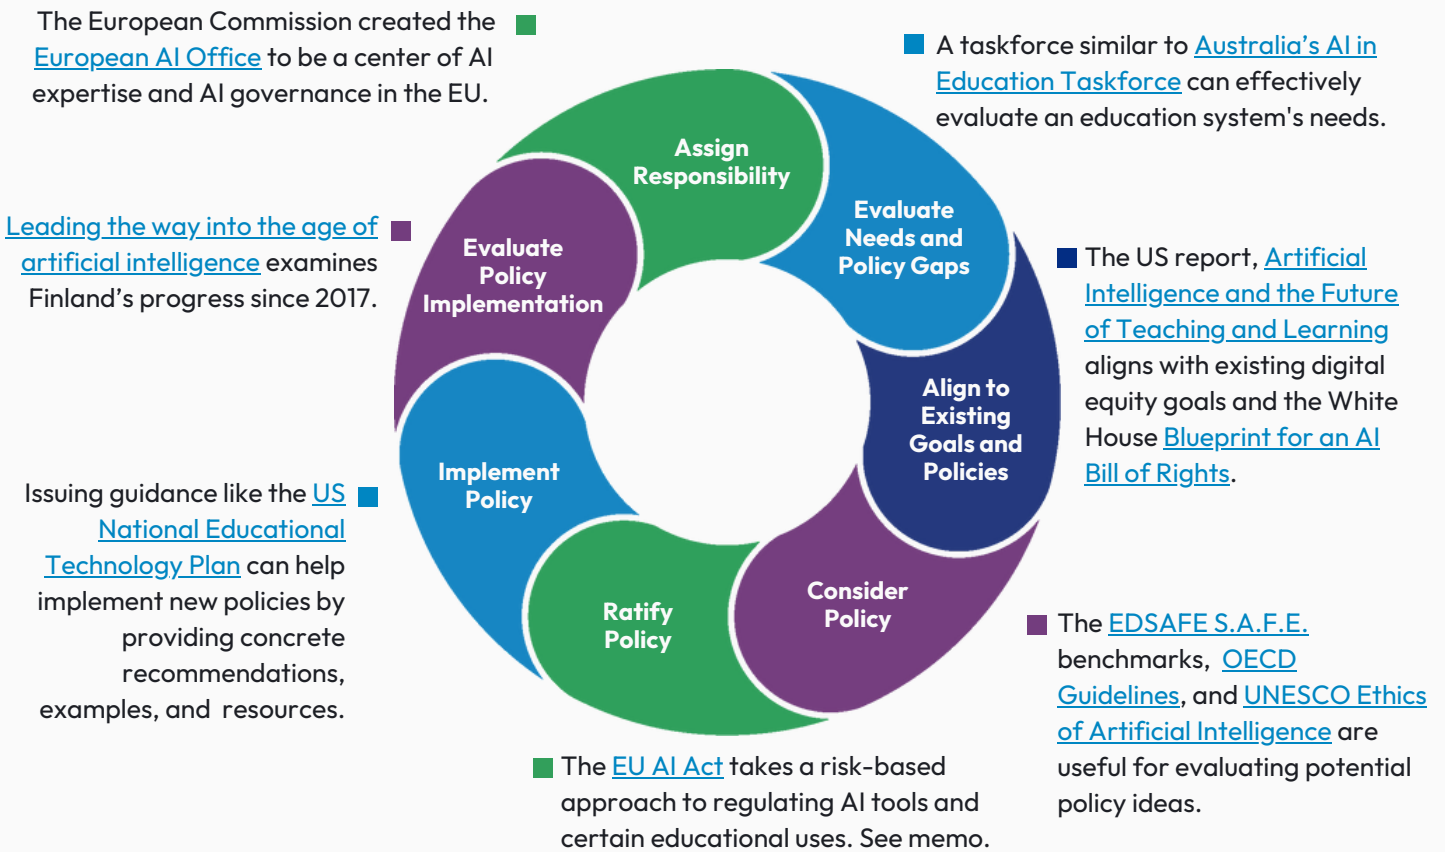 The European Commission created the
European AI Office to be a center of AI
expertise and AI governance in the EU.
A taskforce similar to Australia’s AI in
Education Taskforce can effectively
evaluate an education system's needs.
Assign
Responsibility
Evaluate
Needs and
Policy Gaps
Leading the way into the age of
artificial intelligence examines
Finland’s progress since 2017.
Evaluate
Policy
Implementation
The US report, Artificial
Intelligence and the Future
of Teaching and Learning
aligns with existing digital
equity goals and the White
House Blueprint for an AI
Bill of Rights.
Align to
Existing
Goals and
Policies
Implement
Policy
Issuing guidance like the US
National Educational
Technology Plan can help
implement new policies by
providing concrete
recommendations,
examples, and  resources.
Ratify
Policy
Consider
Policy
The EDSAFE S.A.F.E.
benchmarks,  OECD
Guidelines, and UNESCO Ethics
of Artificial Intelligence are
useful for evaluating potential
policy ideas.
The EU AI Act takes a risk-based
approach to regulating AI tools and
certain educational uses. See memo.